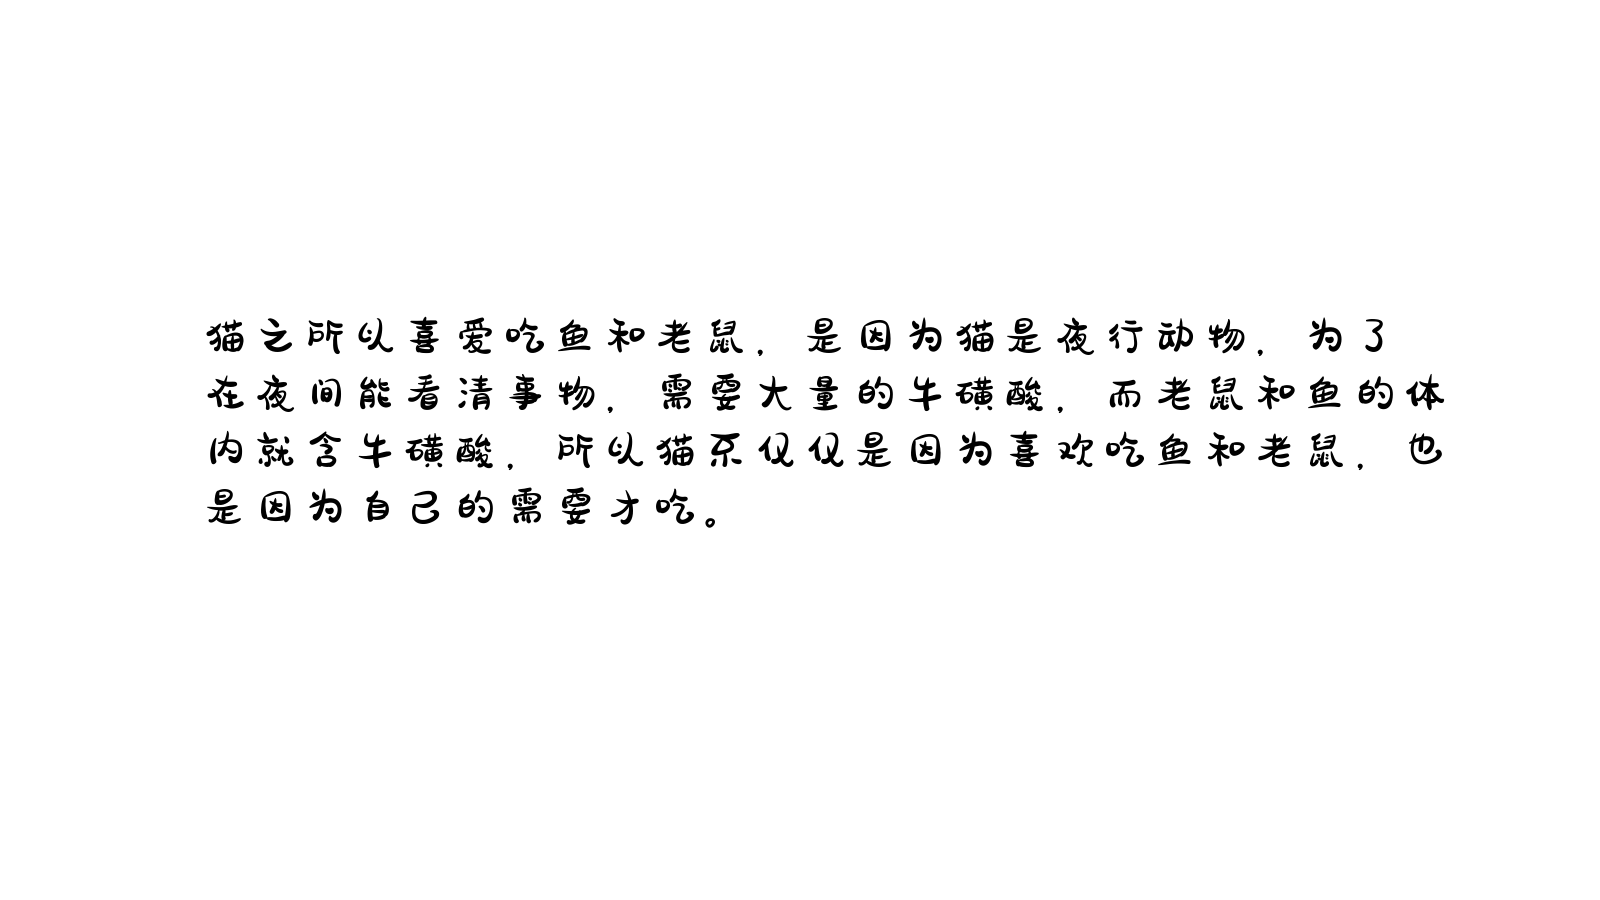 猫之所以喜爱吃鱼和老鼠，是因为猫是夜行动物，为了
在夜间能看清事物，需要大量的牛磺酸，而老鼠和鱼的体
内就含牛磺酸，所以猫不仅仅是因为喜欢吃鱼和老鼠，也
是因为自己的需要才吃。